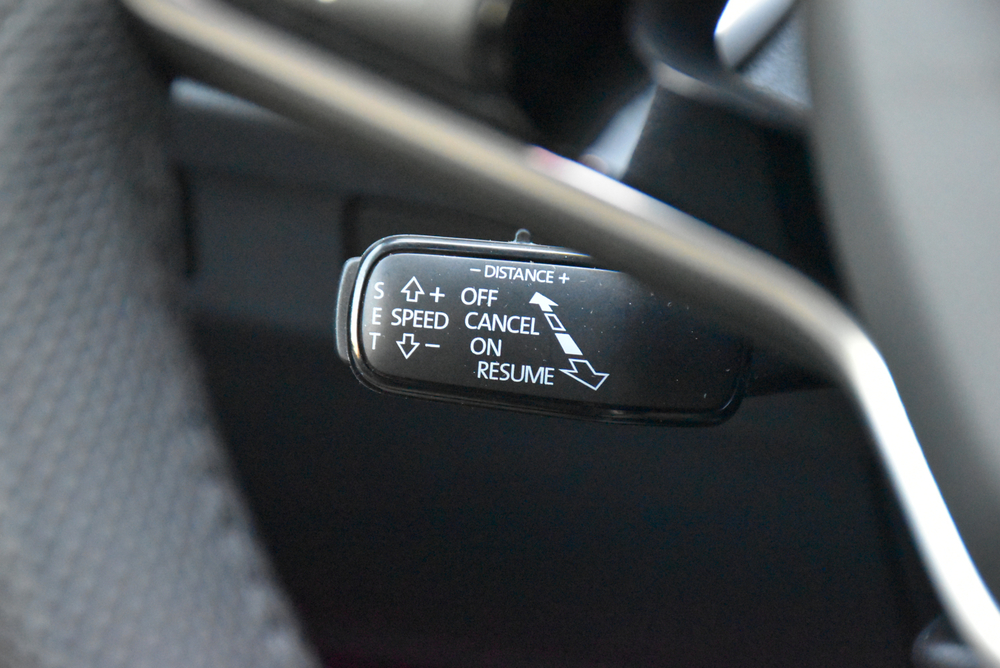 − DISTANCE +
S + OFF
E SPEED CANCEL
T − ON
RESUME